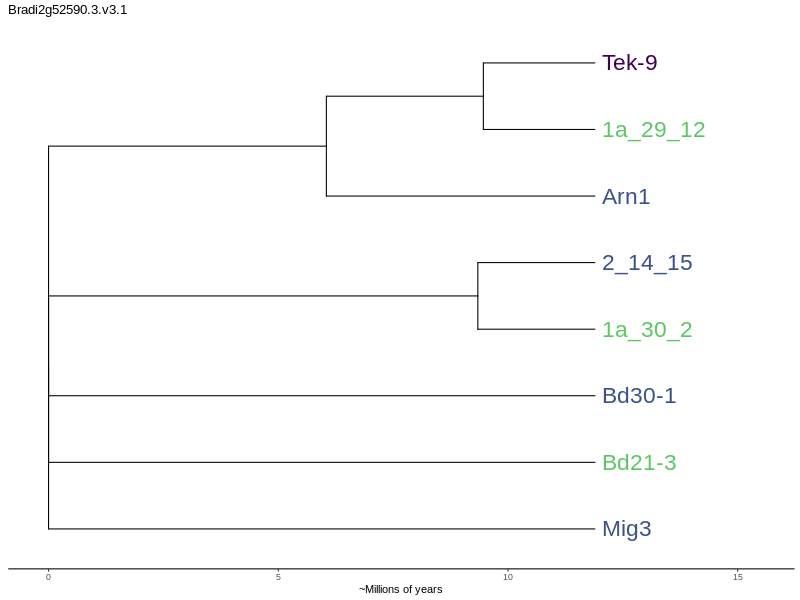 Bradi2g52590.3.v3.1
Tek-9
1a_29_12
Arn1
2_14_15
1a_30_2
Bd30-1
Bd21-3
Mig3
0 5 10 15
~Millions of years